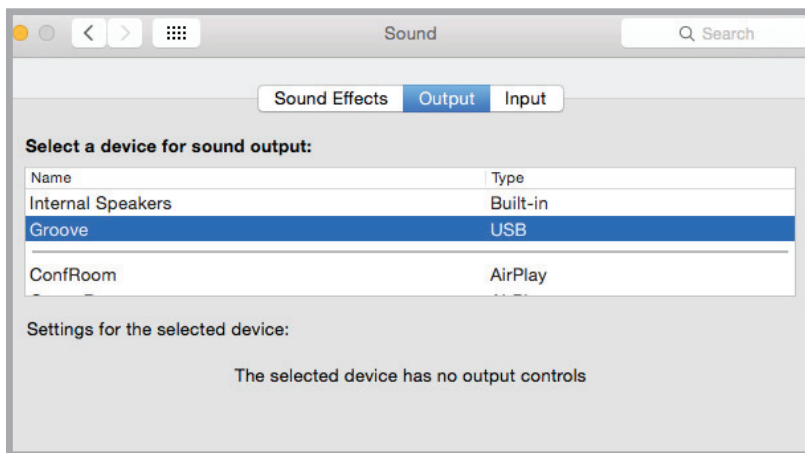 Sound
Search
Sound Effects Output Input
Select a device for sound output:
Name Type
Internal Speakers Built-in
Groove USB
ConfRoom AirPlay
Settings for the selected device:
The selected device has no output controls